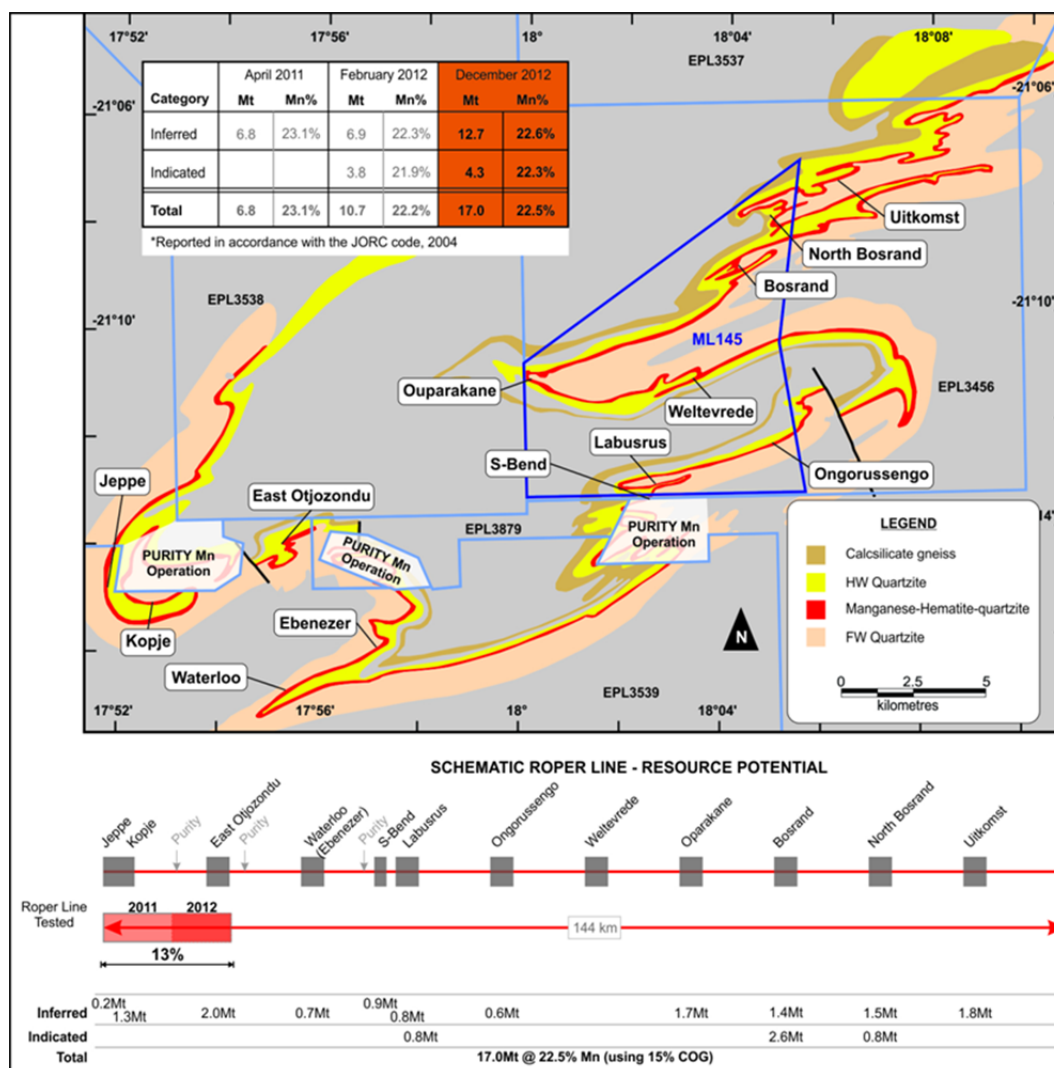 17°52'
17°56'
18°
18°04'
18°08'
EPL3537
-21°06'
-21°06'
April 2011 February 2012 December 2012
Category Mt Mn% Mt Mn% Mt Mn%
Inferred 6.8 23.1% 6.9 22.3% 12.7 22.6%
Indicated 3.8 21.9% 4.3 22.3%
Total 6.8 23.1% 10.7 22.2% 17.0 22.5%
*Reported in accordance with the JORC code, 2004
Uitkomst
North Bosrand
Bosrand
EPL3538
-21°10'
-21°10'
ML145
Ouparakane
EPL3456
Weltevrede
Labusrus
S-Bend
Ongorussengo
Jeppe
East Otjozondu
14'
EPL3879
PURITY Mn
Operation
PURITY Mn
Operation
PURITY Mn
Operation
LEGEND
Calcsilicate gneiss
HW Quartzite
Manganese-Hematite-quartzite
FW Quartzite
0 2.5 5
kilometres
Kopje
Ebenezer
N
Waterloo
EPL3539
17°52'
17°56'
18°
18°04'
SCHEMATIC ROPER LINE - RESOURCE POTENTIAL
Jeppe
Kopje
Purity
East Otjozondu
Purity
Waterloo
(Ebenezer)
Purity
S-Bend
Labusrus
Ongorussengo
Weltevrede
Oparakane
Bosrand
North Bosrand
Uitkomst
Roper Line
Tested
2011 2012
144 km
13%
Inferred 0.2Mt 1.3Mt 2.0Mt 0.7Mt 0.9Mt 0.8Mt 0.6Mt 1.7Mt 1.4Mt 1.5Mt 1.8Mt
Indicated 0.8Mt 2.6Mt 0.8Mt
Total 17.0Mt @ 22.5% Mn (using 15% COG)